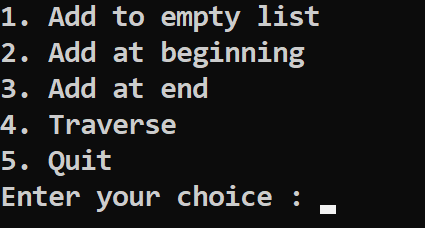 1. Add to empty list
2. Add at beginning
3. Add at end
4. Traverse
5. Quit
Enter your choice :